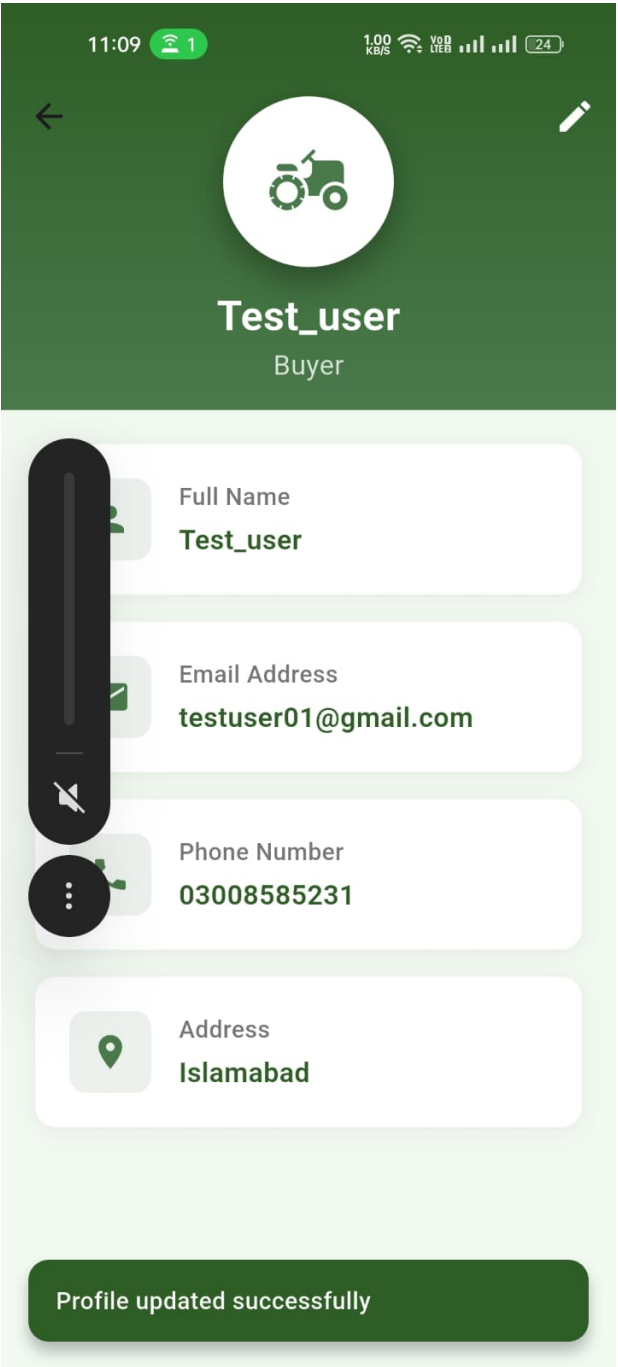 11:09
1
1.00
KB/S
VoD
LTE
24
Test_user
Buyer
Full Name
Test_user
Email Address
testuser01@gmail.com
Phone Number
03008585231
Address
Islamabad
Profile updated successfully